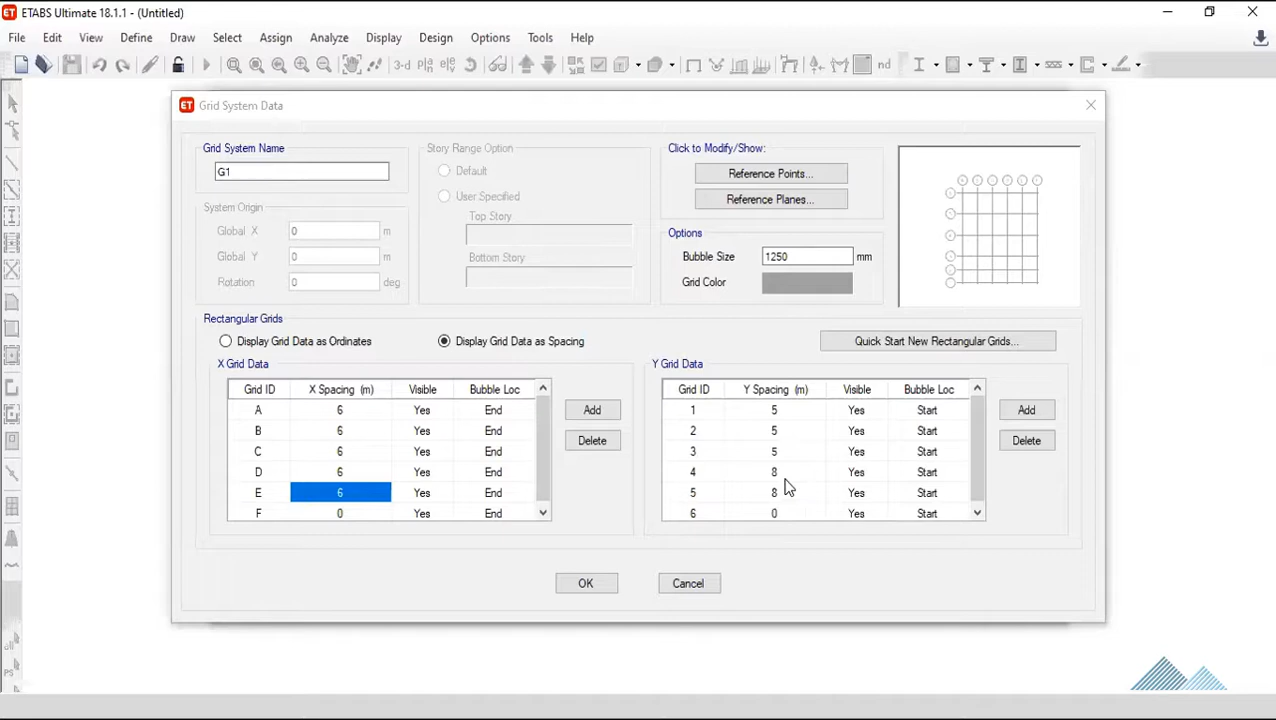 ETABS Ultimate 18.1.1 - (Untitled)
File Edit View Define Draw Select Assign Analyze Display Design Options Tools Help
3-d nd
ET Grid System Data
Grid System Name
G1
System Origin
Global X 0 m
Global Y 0 m
Rotation 0 deg
Story Range Option
Default
User Specified
Top Story
Bottom Story
Click to Modify/Show:
Reference Points...
Reference Planes...
Options
Bubble Size 1250 mm
Grid Color
Rectangular Grids
Display Grid Data as Ordinates Display Grid Data as Spacing Quick Start New Rectangular Grids...
X Grid Data
Grid ID X Spacing (m) Visible Bubble Loc
A 6 Yes End
B 6 Yes End
C 6 Yes End
D 6 Yes End
E 6 Yes End
F 0 Yes End
Add
Delete
Y Grid Data
Grid ID Y Spacing (m) Visible Bubble Loc
1 5 Yes Start
2 5 Yes Start
3 5 Yes Start
4 8 Yes Start
5 8 Yes Start
6 0 Yes Start
Add
Delete
OK Cancel
PS